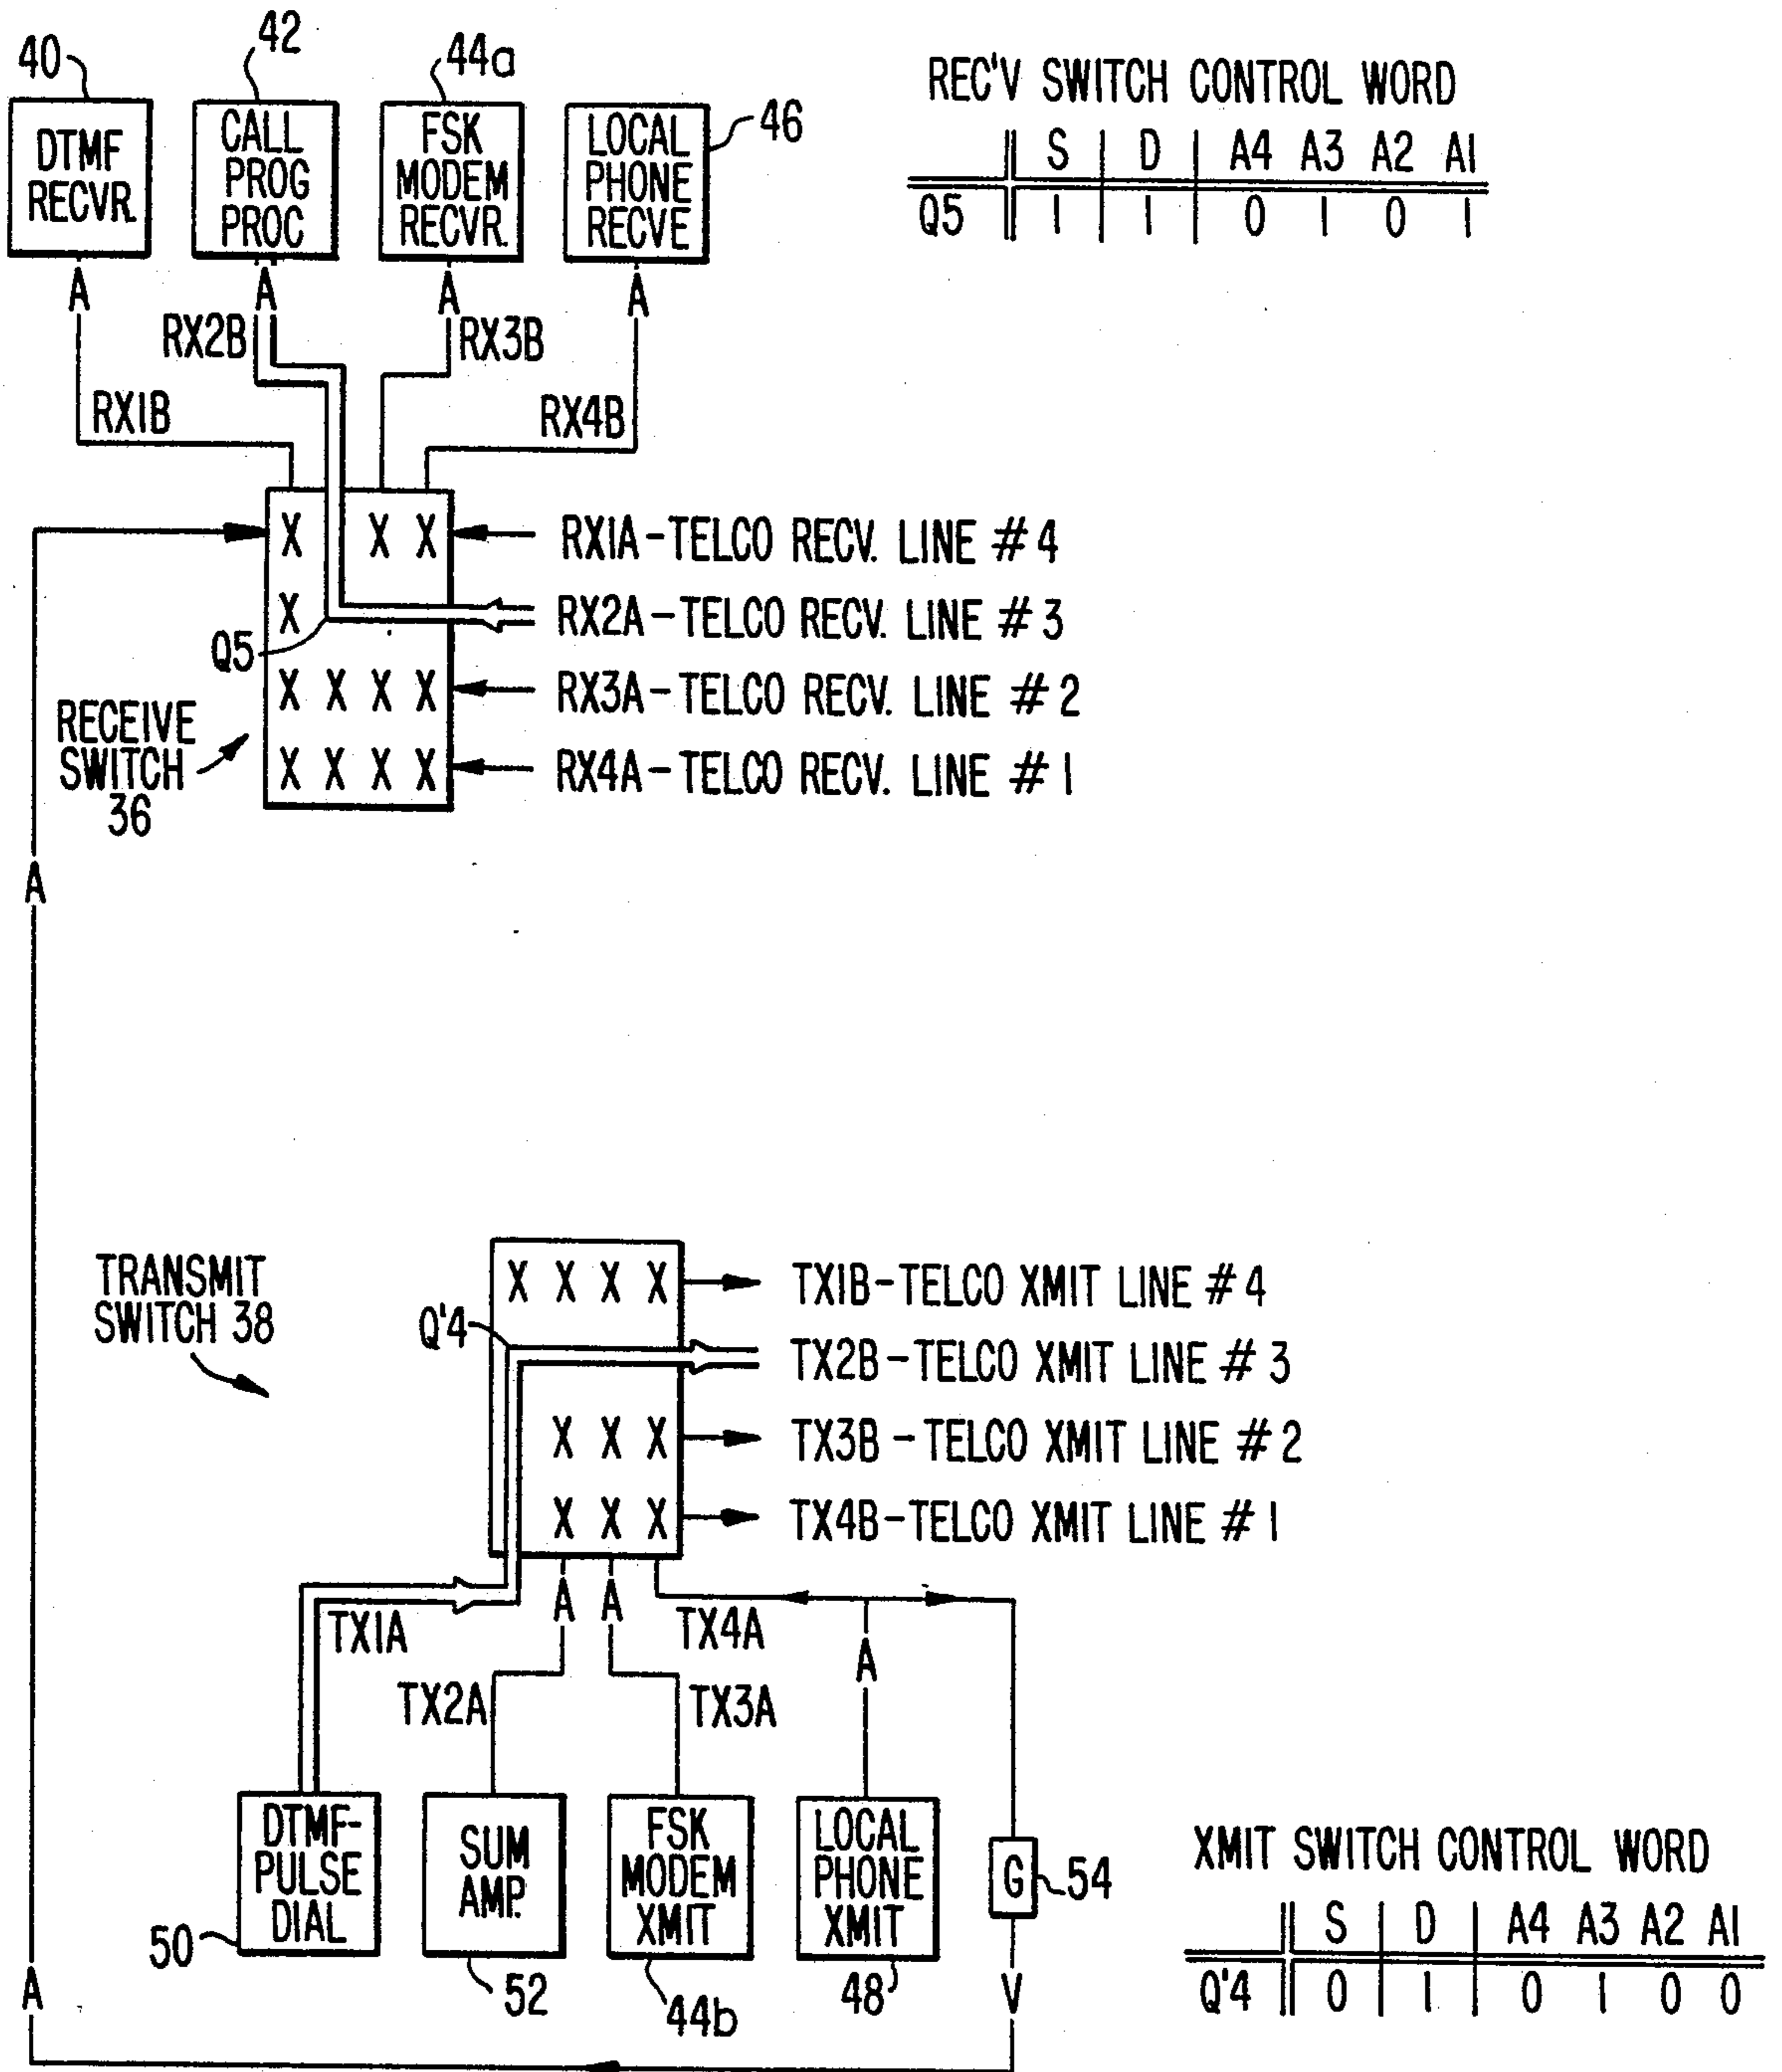 40
42
44a
46
DTMF
RECVR.
CALL
PROG
PROC
FSK
MODEM
RECVR.
LOCAL
PHONE
RECVE
REC'V SWITCH CONTROL WORD
S D A4 A3 A2 A1
Q5 1 1 0 1 0 1
A A A A
RX2B
RX3B
RX1B
RX4B
X X X
RX1A-TELCO RECV. LINE #4
X
RX2A-TELCO RECV. LINE #3
Q5
X X X X
RX3A-TELCO RECV. LINE #2
X X X X
RX4A-TELCO RECV. LINE #1
RECEIVE
SWITCH
36
A
TRANSMIT
SWITCH 38
X X X X
TX1B-TELCO XMIT LINE #4
Q'4
TX2B-TELCO XMIT LINE #3
X X X
TX3B-TELCO XMIT LINE #2
X X X
TX4B-TELCO XMIT LINE #1
A A
TX1A
TX4A
A
TX2A
TX3A
DTMF-
PULSE
DIAL
SUM
AMP.
FSK
MODEM
XMIT
LOCAL
PHONE
XMIT
G
54
50
52
44b
48
V
A
XMIT SWITCH CONTROL WORD
S D A4 A3 A2 A1
Q'4 0 1 0 1 0 0